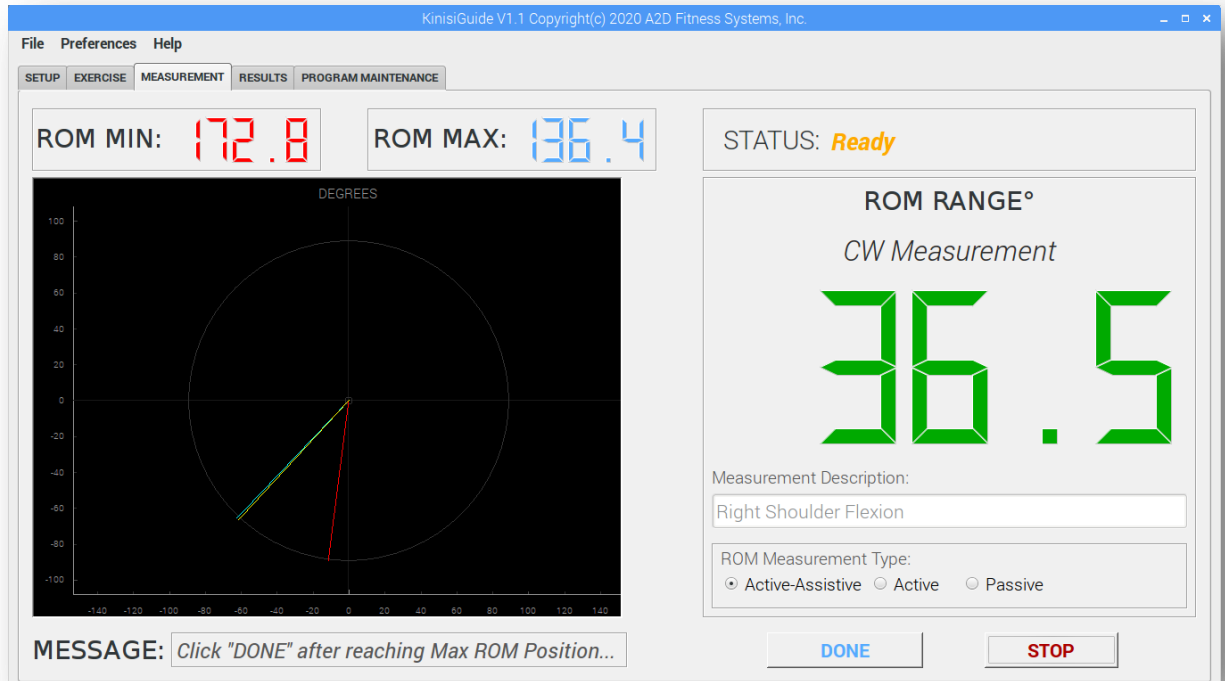 KinisiGuide V1.1 Copyright(c) 2020 A2D Fitness Systems, Inc.
File Preferences Help
SETUP EXERCISE MEASUREMENT RESULTS PROGRAM MAINTENANCE
ROM MIN: 172.8 ROM MAX: 136.4 STATUS: Ready
DEGREES
100
80
60
40
20
0
-20
-40
-60
-80
-100
-140 -120 -100 -80 -60 -40 -20 0 20 40 60 80 100 120 140
ROM RANGE°
CW Measurement
36.5
Measurement Description:
Right Shoulder Flexion
ROM Measurement Type:
Active-Assistive Active Passive
MESSAGE: Click "DONE" after reaching Max ROM Position...
DONE STOP